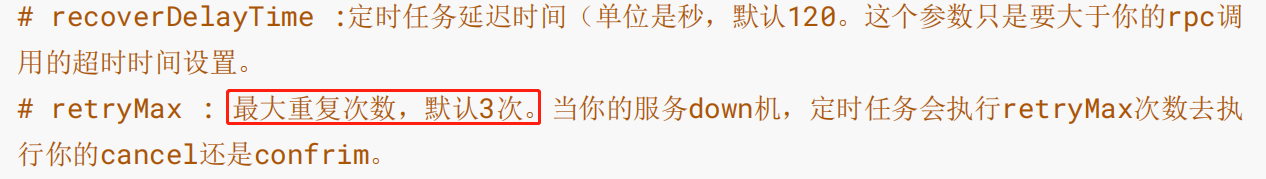 # recoverDelayTime :定时任务延迟时间（单位是秒，默认120。这个参数只是要大于你的rpc调
用的超时时间设置。
# retryMax : 最大重复次数，默认3次。当你的服务down机，定时任务会执行retryMax次数去执
行你的cancel还是confrim。